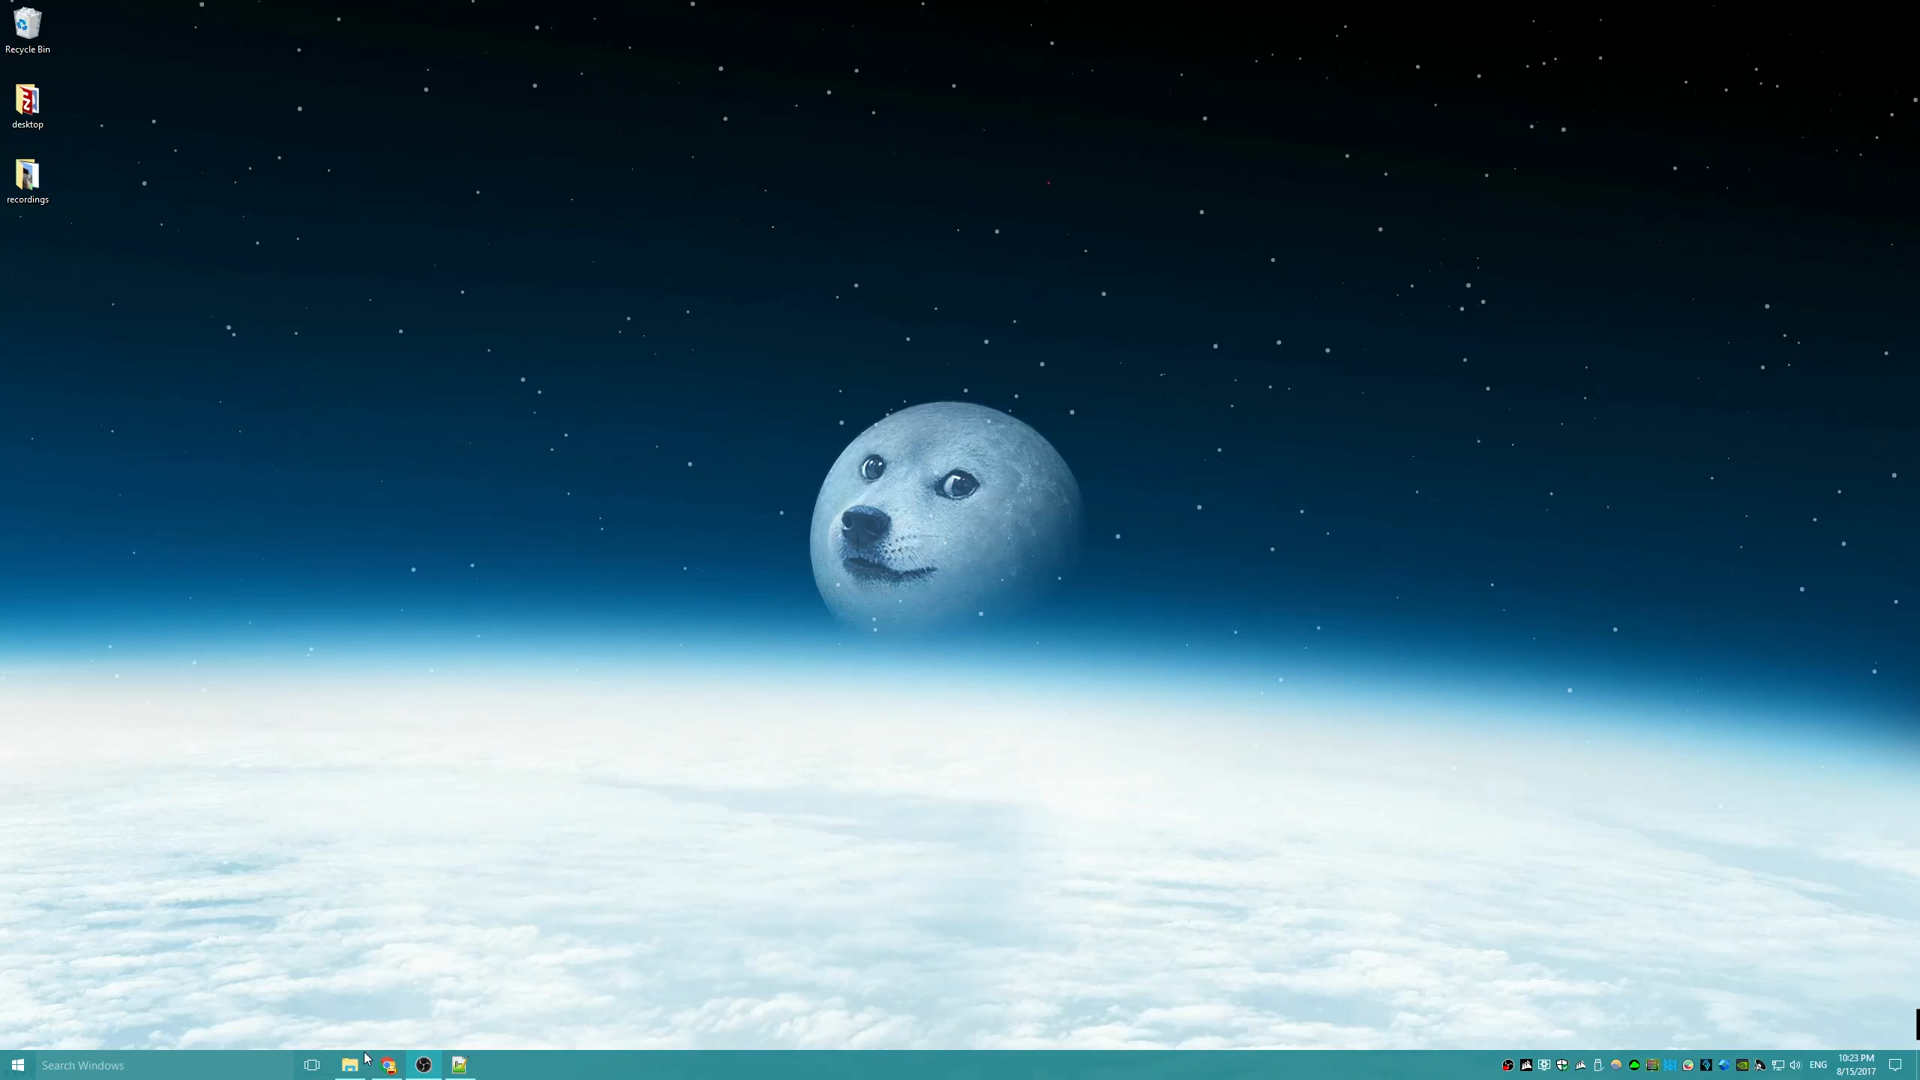 Recycle Bin
desktop
recordings
Search Windows
ENG
10:23 PM
8/15/2017